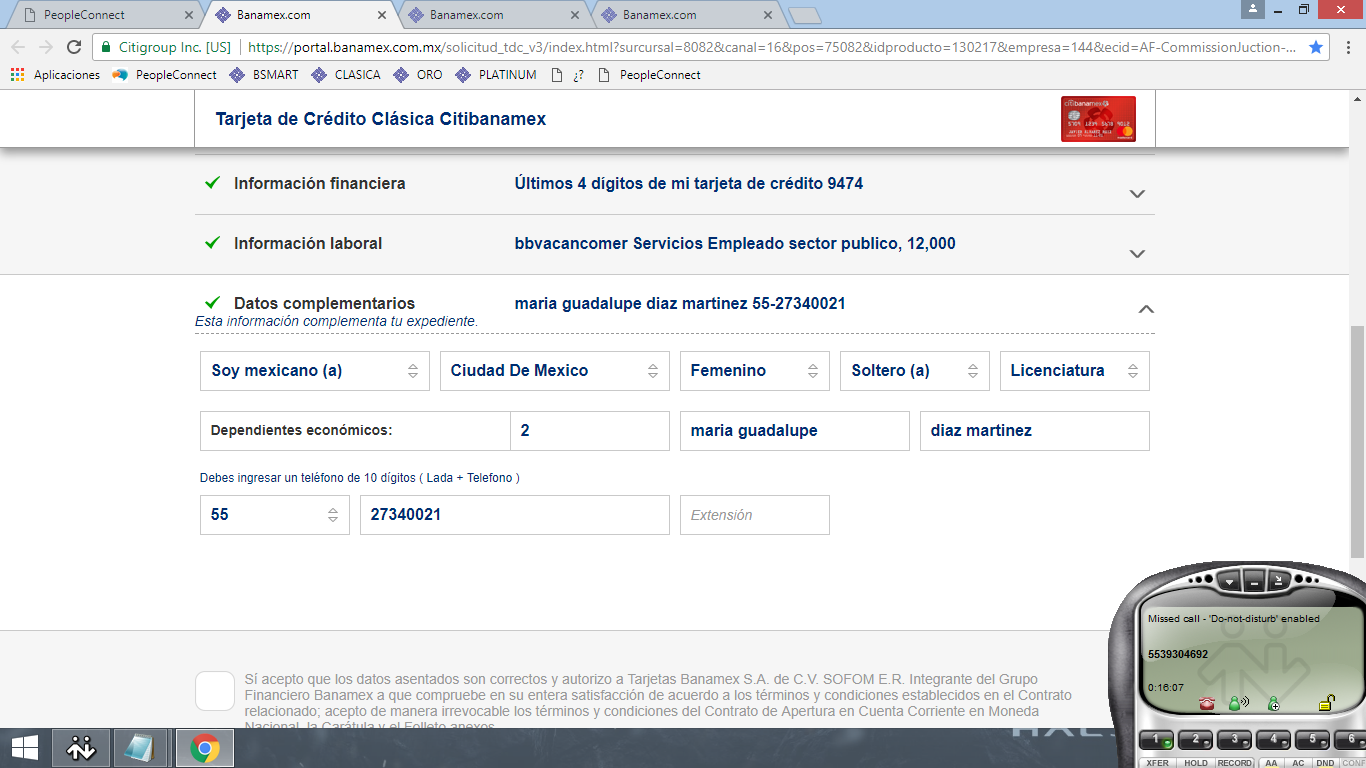 PeopleConnect
Banamex.com
Banamex.com
Banamex.com
Citigroup Inc. [US]
https://portal.banamex.com.mx/solicitud_tdc_v3/index.html?surcursal=8082&canal=16&pos=75082&idproducto=130217&empresa=144&ecid=AF-CommissionJuction-...
Aplicaciones
PeopleConnect
BSMART
CLASICA
ORO
PLATINUM
¿?
PeopleConnect
Tarjeta de Crédito Clásica Citibanamex
citibanamex
Información financiera
Últimos 4 dígitos de mi tarjeta de crédito 9474
Información laboral
bbvacancomer Servicios Empleado sector publico, 12,000
Datos complementarios
maria guadalupe diaz martinez 55-27340021
Esta información complementa tu expediente.
Soy mexicano (a)
Ciudad De Mexico
Femenino
Soltero (a)
Licenciatura
Dependientes económicos:
2
maria guadalupe
diaz martinez
Debes ingresar un teléfono de 10 dígitos ( Lada + Telefono )
55
27340021
Extensión
Sí acepto que los datos asentados son correctos y autorizo a Tarjetas Banamex S.A. de C.V. SOFOM E.R. Integrante del Grupo
Financiero Banamex a que compruebe en su entera satisfacción de acuerdo a los términos y condiciones establecidos en el Contrato
relacionado; acepto de manera irrevocable los términos y condiciones del Contrato de Apertura en Cuenta Corriente en Moneda
Nacional, la Carátula y el Folleto anexos
Missed call - 'Do-not-disturb' enabled
5539304692
0:16:07
1 2 3 4 5 6
XFER HOLD RECORD AA AC DND CONF